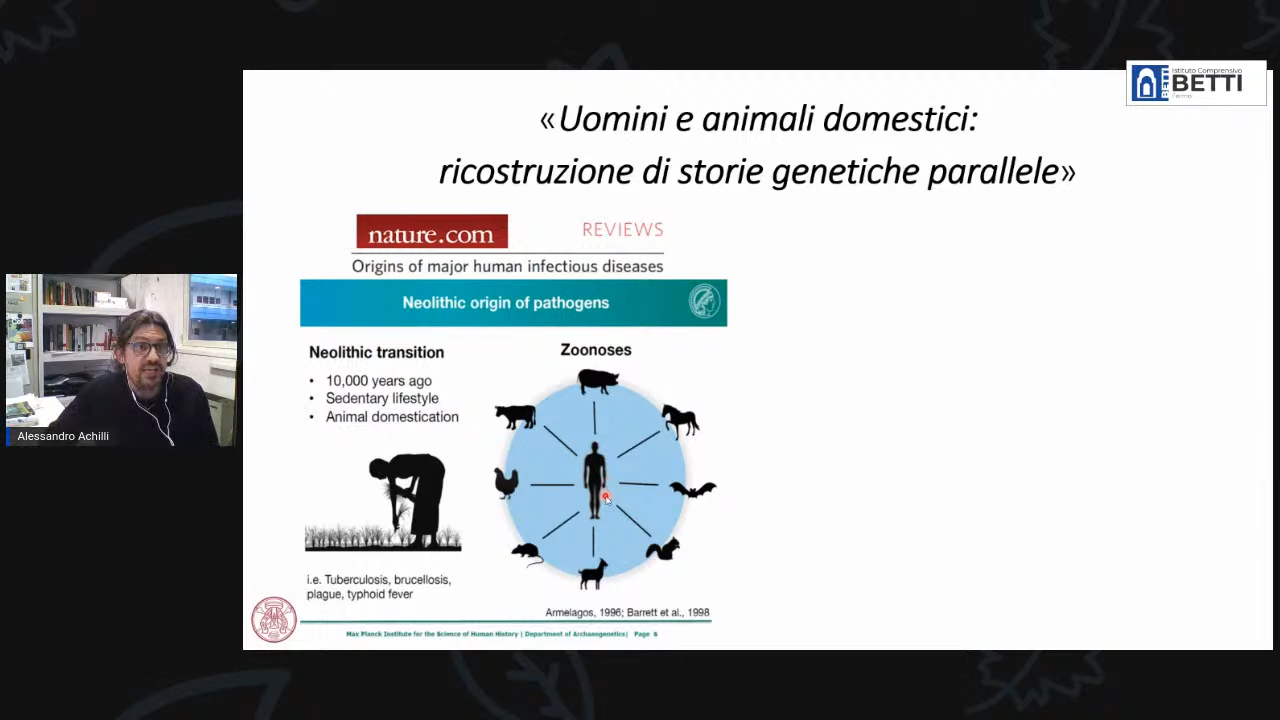 Istituto Comprensivo
BETTI
BETTI
Fermo
«Uomini e animali domestici:
ricostruzione di storie genetiche parallele»
nature.com
REVIEWS
Origins of major human infectious diseases
Neolithic origin of pathogens
Neolithic transition
• 10,000 years ago
• Sedentary lifestyle
• Animal domestication
Zoonoses
i.e. Tuberculosis, brucellosis,
plague, typhoid fever
Armelagos, 1996; Barrett et al., 1998
Max Planck Institute for the Science of Human History | Department of Archaeogenetics| Page 6
Alessandro Achilli